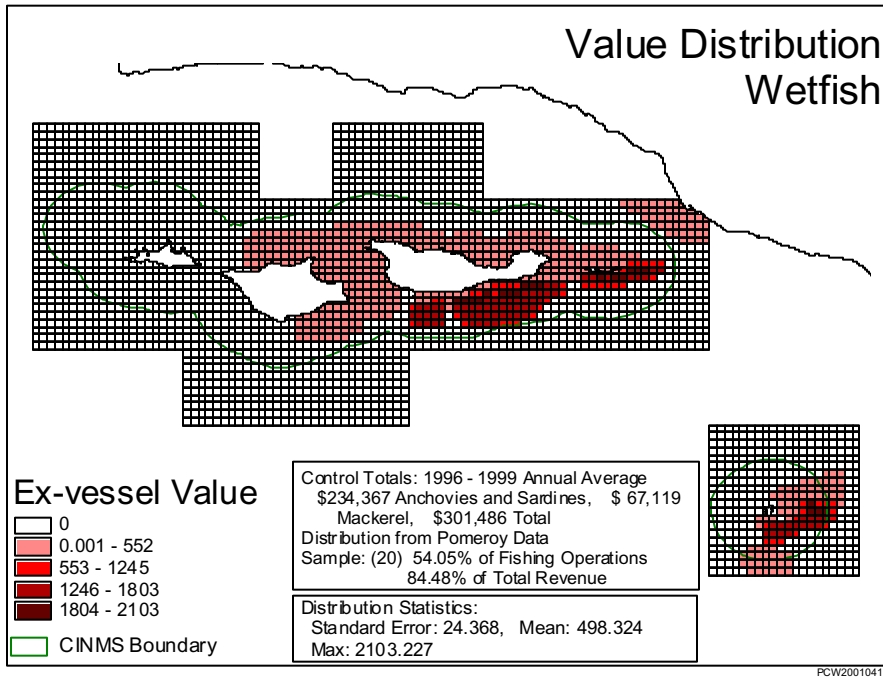 Value Distribution
Wetfish
Ex-vessel Value
0
0.001 - 552
553 - 1245
1246 - 1803
1804 - 2103
CINMS Boundary
Control Totals: 1996 - 1999 Annual Average
$234,367 Anchovies and Sardines, $ 67,119
Mackerel, $301,486 Total
Distribution from Pomeroy Data
Sample: (20) 54.05% of Fishing Operations
84.48% of Total Revenue
Distribution Statistics:
Standard Error: 24.368, Mean: 498.324
Max: 2103.227
PCW2001041